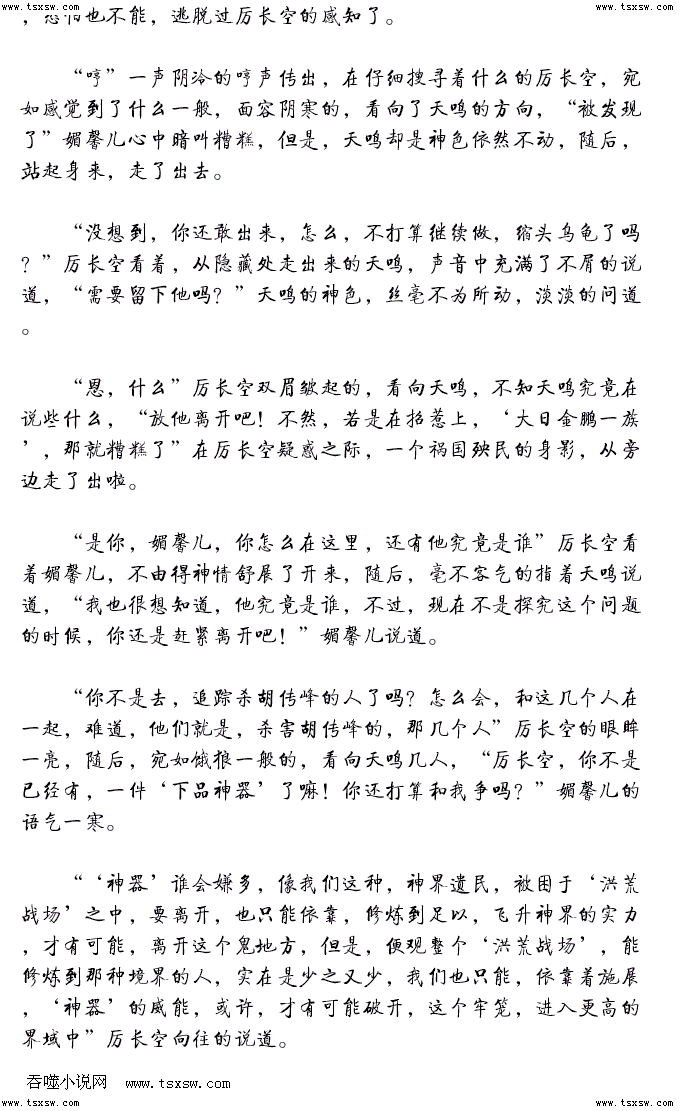 www.tsxsw.com www.tsxsw.com
，恐怕也不能，逃脱过厉长空的感知了。
“哼”一声阴冷的哼声传出，在仔细搜寻着什么的厉长空，宛
如感觉到了什么一般，面容阴寒的，看向了天鸣的方向，“被发现
了”媚馨儿心中暗叫糟糕，但是，天鸣却是神色依然不动，随后，
站起身来，走了出去。
“没想到，你还敢出来，怎么，不打算继续做，缩头乌龟了吗
？”厉长空看着，从隐藏处走出来的天鸣，声音中充满了不屑的说
道，“需要留下他吗？”天鸣的神色，丝毫不为所动，淡淡的问道
。
“恩，什么”厉长空双眉皱起的，看向天鸣，不知天鸣究竟在
说些什么，“放他离开吧！不然，若是在招惹上，‘大日金鹏一族
’，那就糟糕了”在厉长空疑惑之际，一个祸国殃民的身影，从旁
边走了出啦。
“是你，媚馨儿，你怎么在这里，还有他究竟是谁”厉长空看
着媚馨儿，不由得神情舒展了开来，随后，毫不客气的指着天鸣说
道，“我也很想知道，他究竟是谁，不过，现在不是探究这个问题
的时候，你还是赶紧离开吧！”媚馨儿说道。
“你不是去，追踪杀胡传峰的人了吗？怎么会，和这几个人在
一起，难道，他们就是，杀害胡传峰的，那几个人”厉长空的眼眸
一亮，随后，宛如饿狼一般的，看向天鸣几人，“厉长空，你不是
已经有，一件‘下品神器’了嘛！你还打算和我争吗？”媚馨儿的
语气一寒。
“‘神器’谁会嫌多，像我们这种，神界遗民，被困于‘洪荒
战场’之中，要离开，也只能依靠，修炼到足以，飞升神界的实力
，才有可能，离开这个鬼地方，但是，便观整个‘洪荒战场’，能
修炼到那种境界的人，实在是少之又少，我们也只能，依靠着施展
，‘神器’的威能，或许，才有可能破开，这个牢笼，进入更高的
界域中”厉长空向往的说道。
吞噬小说网 www.tsxsw.com
www.tsxsw.com www.tsxsw.com